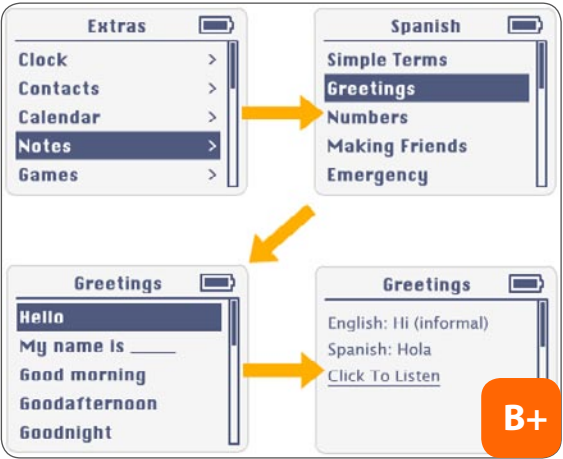 Extras
Clock >
Contacts >
Calendar >
Notes >
Games >
Spanish
Simple Terms
Greetings
Numbers
Making Friends
Emergency
Greetings
Hello
My name is _____
Good morning
Goodafternoon
Goodnight
Greetings
English: Hi (informal)
Spanish: Hola
Click To Listen
B+